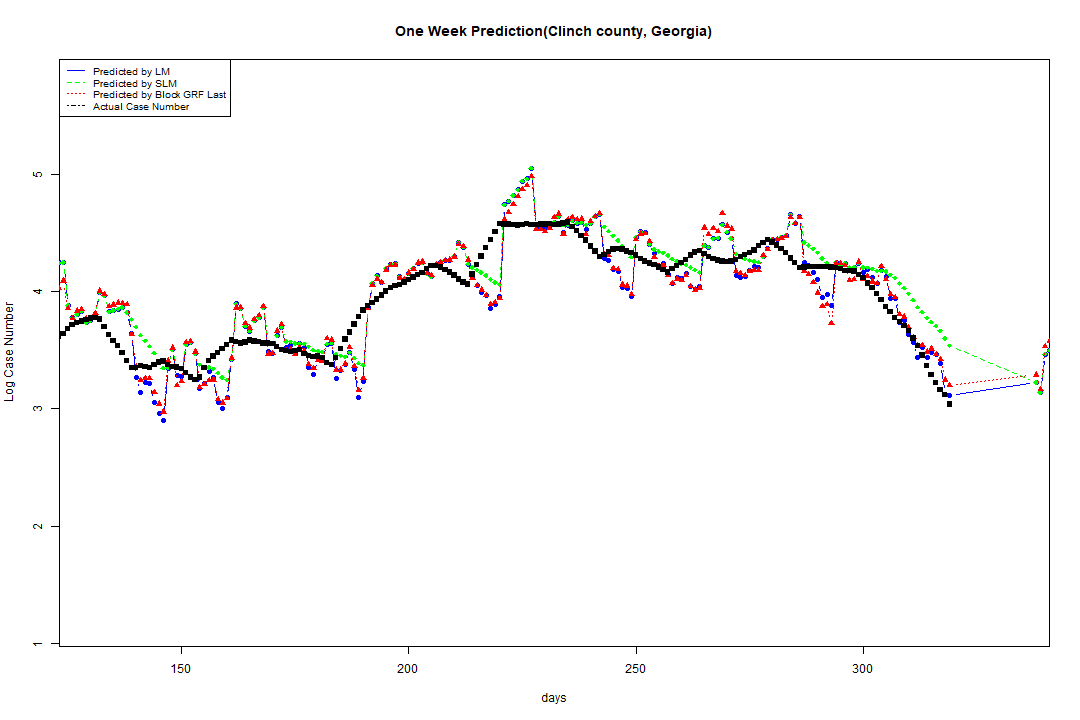 One Week Prediction(Clinch county, Georgia)
Predicted by LM
Predicted by SLM
Predicted by Block GRF Last
Actual Case Number
Log Case Number
5
4
3
2
1
150
200
250
300
days